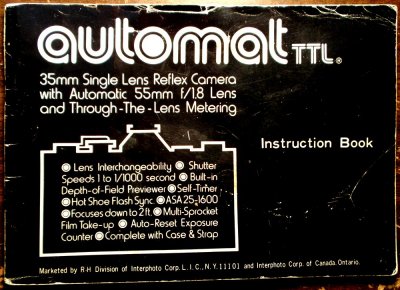 automat TTL®
35mm Single Lens Reflex Camera
with Automatic 55mm f/1.8 Lens
and Through-The-Lens Metering
Instruction Book
• Lens Interchangeability • Shutter
Speeds 1 to 1/1000 second • Built-in
Depth-of-Field Previewer • Self-Timer
• Hot Shoe Flash Sync. • ASA 25-1600
• Focuses down to 2 ft. • Multi-Sprocket
Film Take-up • Auto-Reset Exposure
Counter • Complete with Case & Strap
Marketed by R-H Division of Interphoto Corp. L.I.C., N.Y. 11101 and Interphoto Corp. of Canada. Ontario.